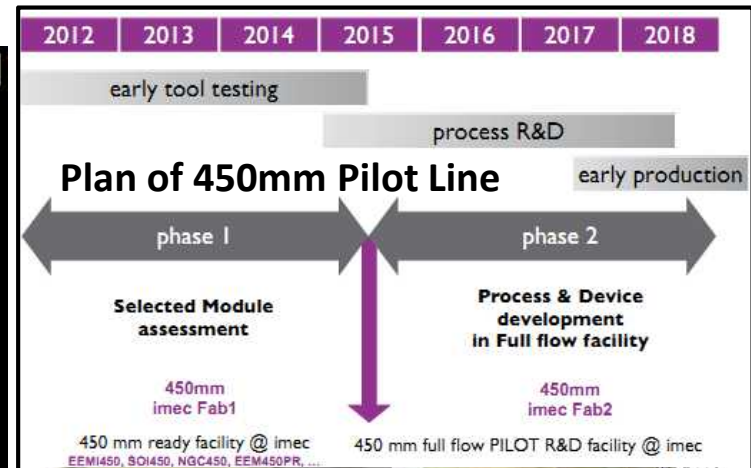 2012 2013 2014 2015 2016 2017 2018
early tool testing
process R&D
Plan of 450mm Pilot Line
early production
phase 1
phase 2
Selected Module
assessment
Process & Device
development
in Full flow facility
450mm
imec Fab1
450mm
imec Fab2
450 mm ready facility @ imec
EEMI450, SOI450, NGC450, EEM450PR, ...
450 mm full flow PILOT R&D facility @ imec